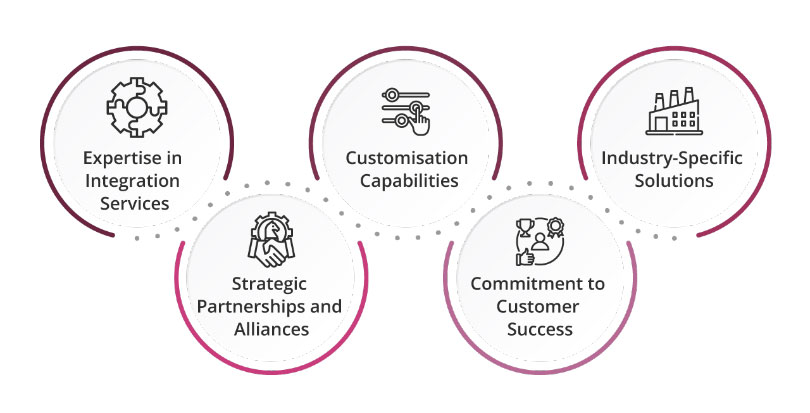 Expertise in
Integration
Services
Strategic
Partnerships and
Alliances
Customisation
Capabilities
Commitment to
Customer
Success
Industry-Specific
Solutions